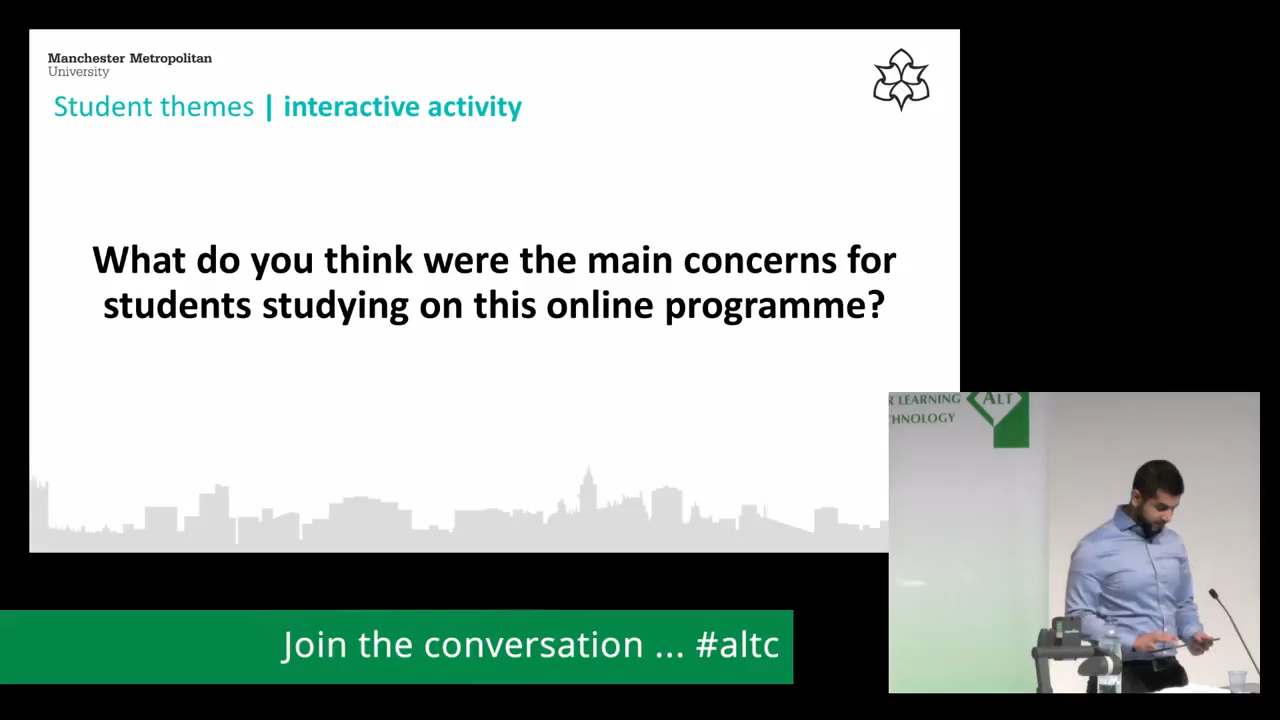 Manchester Metropolitan
University
Student themes | interactive activity
What do you think were the main concerns for
students studying on this online programme?
R LEARNING
CHNOLOGY
ALT
Join the conversation ... #altc